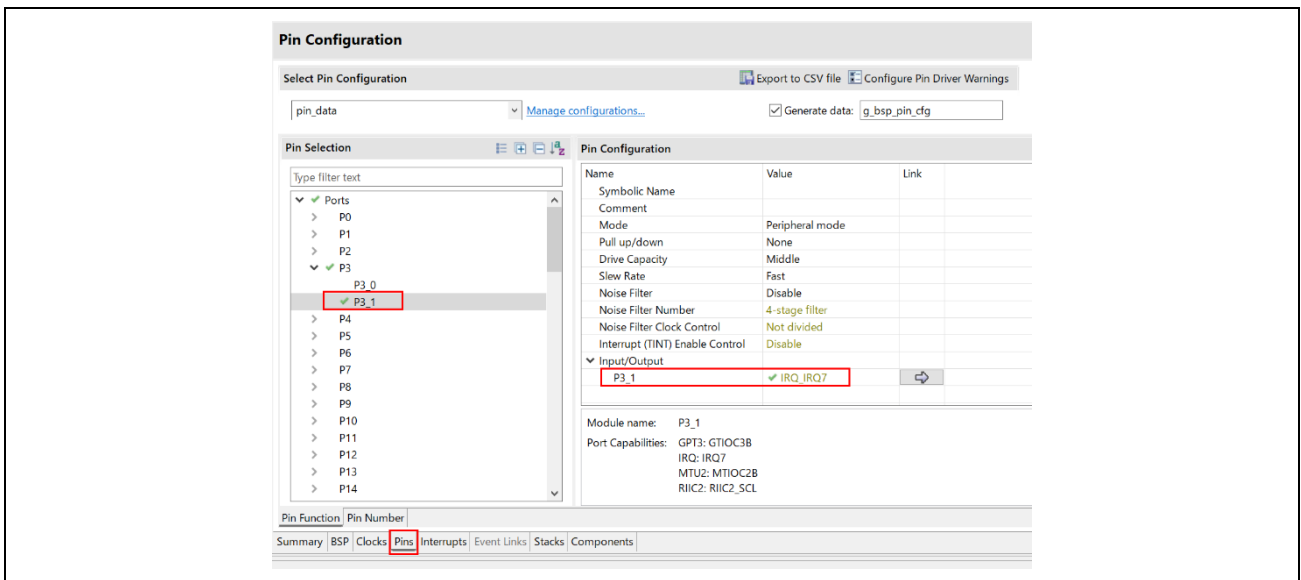 Pin Configuration
Select Pin Configuration
Export to CSV file Configure Pin Driver Warnings
pin_data Manage configurations... Generate data: g_bsp_pin_cfg
Pin Selection
Type filter text
Ports
P0
P1
P2
P3
P3_0
P3_1
P4
P5
P6
P7
P8
P9
P10
P11
P12
P13
P14
Pin Configuration
Name Value Link
Symbolic Name
Comment
Mode Peripheral mode
Pull up/down None
Drive Capacity Middle
Slew Rate Fast
Noise Filter Disable
Noise Filter Number 4-stage filter
Noise Filter Clock Control Not divided
Interrupt (TINT) Enable Control Disable
Input/Output
P3_1 IRQ_IRQ7
Module name: P3_1
Port Capabilities: GPT3: GTIOC3B
IRQ: IRQ7
MTU2: MTIOC2B
RIIC2: RIIC2_SCL
Pin Function Pin Number
Summary BSP Clocks Pins Interrupts Event Links Stacks Components